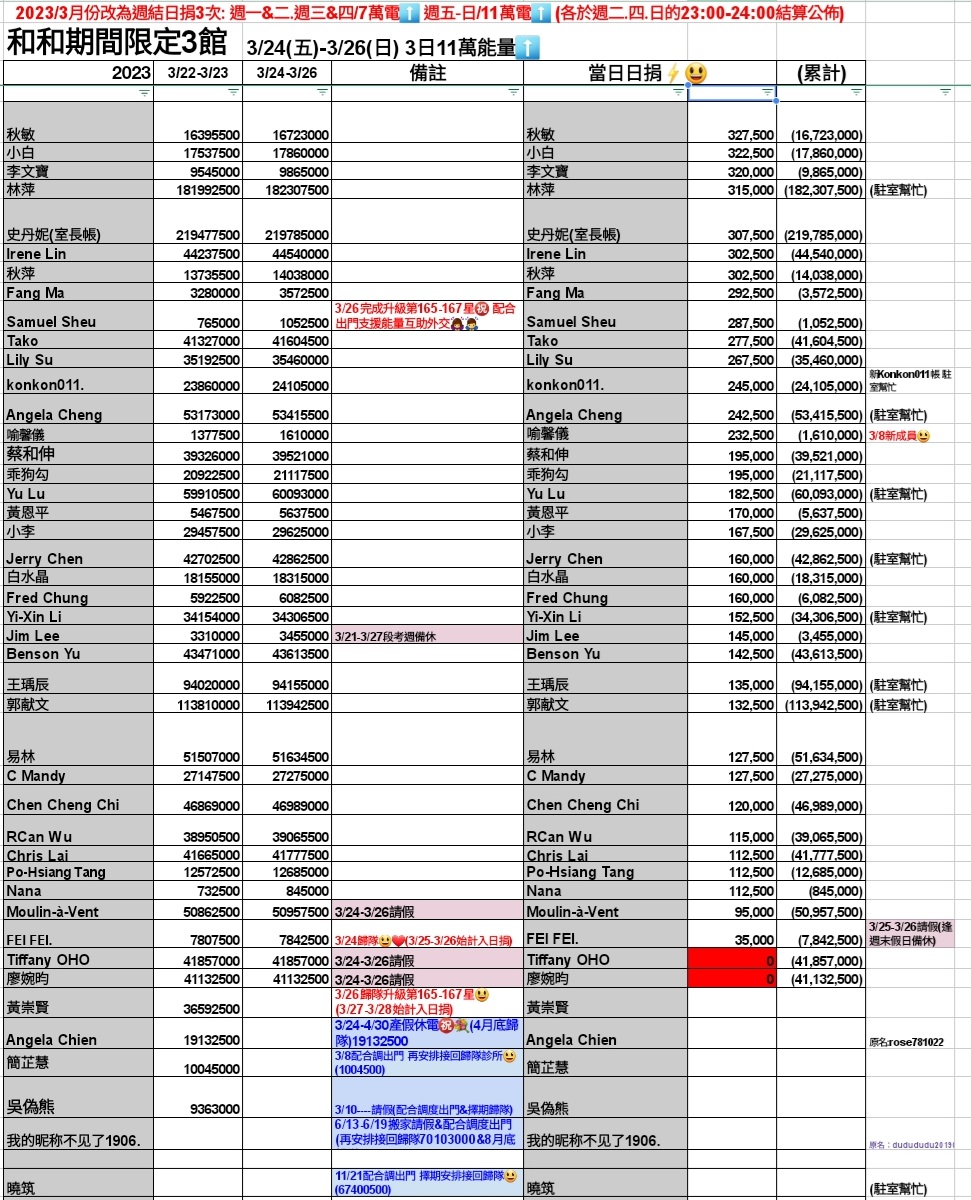 2023/3月份改為週結日捐3次: 週一&二.週三&四/7萬電⬆️ 週五-日/11萬電⬆️ (各於週二.四.日的23:00-24:00結算公佈)
和和期間限定3館 3/24(五)-3/26(日) 3日11萬能量⬆️
2023 3/22-3/23 3/24-3/26 備註 當日日捐⚡😃 (累計)
秋敏 16395500 16723000 秋敏 327,500 (16,723,000)
小白 17537500 17860000 小白 322,500 (17,860,000)
李文寶 9545000 9865000 李文寶 320,000 (9,865,000)
林萍 181992500 182307500 林萍 315,000 (182,307,500) (駐室幫忙)
史丹妮(室長帳) 219477500 219785000 史丹妮(室長帳) 307,500 (219,785,000)
Irene Lin 44237500 44540000 Irene Lin 302,500 (44,540,000)
秋萍 13735500 14038000 秋萍 302,500 (14,038,000)
Fang Ma 3280000 3572500 Fang Ma 292,500 (3,572,500)
3/26完成升級第165-167星㊗️ 配合
出門支援能量互助外交
Samuel Sheu 765000 1052500 Samuel Sheu 287,500 (1,052,500)
Tako 41327000 41604500 Tako 277,500 (41,604,500)
Lily Su 35192500 35460000 Lily Su 267,500 (35,460,000)
新Konkon011帳 駐
室幫忙
konkon011. 23860000 24105000 konkon011. 245,000 (24,105,000)
Angela Cheng 53173000 53415500 Angela Cheng 242,500 (53,415,500) (駐室幫忙)
喻馨儀 1377500 1610000 喻馨儀 232,500 (1,610,000) 3/8新成員😃
蔡和伸 39326000 39521000 蔡和伸 195,000 (39,521,000)
乖狗勾 20922500 21117500 乖狗勾 195,000 (21,117,500)
Yu Lu 59910500 60093000 Yu Lu 182,500 (60,093,000) (駐室幫忙)
黃恩平 5467500 5637500 黃恩平 170,000 (5,637,500)
小李 29457500 29625000 小李 167,500 (29,625,000)
Jerry Chen 42702500 42862500 Jerry Chen 160,000 (42,862,500) (駐室幫忙)
白水晶 18155000 18315000 白水晶 160,000 (18,315,000)
Fred Chung 5922500 6082500 Fred Chung 160,000 (6,082,500)
Yi-Xin Li 34154000 34306500 Yi-Xin Li 152,500 (34,306,500) (駐室幫忙)
Jim Lee 3310000 3455000 3/21-3/27段考週備休 Jim Lee 145,000 (3,455,000)
Benson Yu 43471000 43613500 Benson Yu 142,500 (43,613,500)
王瑀辰 94020000 94155000 王瑀辰 135,000 (94,155,000) (駐室幫忙)
郭献文 113810000 113942500 郭献文 132,500 (113,942,500) (駐室幫忙)
易林 51507000 51634500 易林 127,500 (51,634,500)
C Mandy 27147500 27275000 C Mandy 127,500 (27,275,000)
Chen Cheng Chi 46869000 46989000 Chen Cheng Chi 120,000 (46,989,000)
RCan Wu 38950500 39065500 RCan Wu 115,000 (39,065,500)
Chris Lai 41665000 41777500 Chris Lai 112,500 (41,777,500)
Po-Hsiang Tang 12572500 12685000 Po-Hsiang Tang 112,500 (12,685,000)
Nana 732500 845000 Nana 112,500 (845,000)
Moulin-à-Vent 50862500 50957500 3/24-3/26請假 Moulin-à-Vent 95,000 (50,957,500)
3/25-3/26請假(逢
週末假日備休)
FEI FEI. 7807500 7842500 3/24歸隊😃❤️(3/25-3/26始計入日捐) FEI FEI. 35,000 (7,842,500)
Tiffany OHO 41857000 41857000 3/24-3/26請假 Tiffany OHO 0 (41,857,000)
廖婉昀 41132500 41132500 3/24-3/26請假 廖婉昀 0 (41,132,500)
3/26歸隊升級第165-167星😃
(3/27-3/28始計入日捐)
黃崇賢 36592500 黃崇賢
3/24-4/30產假休電㊗️💐(4月底歸
隊)19132500
Angela Chien 19132500 Angela Chien 原名:rose781022
3/8配合調出門 再安排接回歸隊診所😃
(1004500)
簡芷慧 10045000 簡芷慧
吳偽熊 9363000 3/10----請假(配合調度出門&擇期歸隊) 吳偽熊
6/13-6/19搬家請假&配合調度出門
(再安排接回歸隊70103000&8月底
我的昵称不见了1906. 我的昵称不见了1906. 原名：dudududu2019
11/21配合調出門 擇期安排接回歸隊😃
(67400500)
曉筑 曉筑 (駐室幫忙)